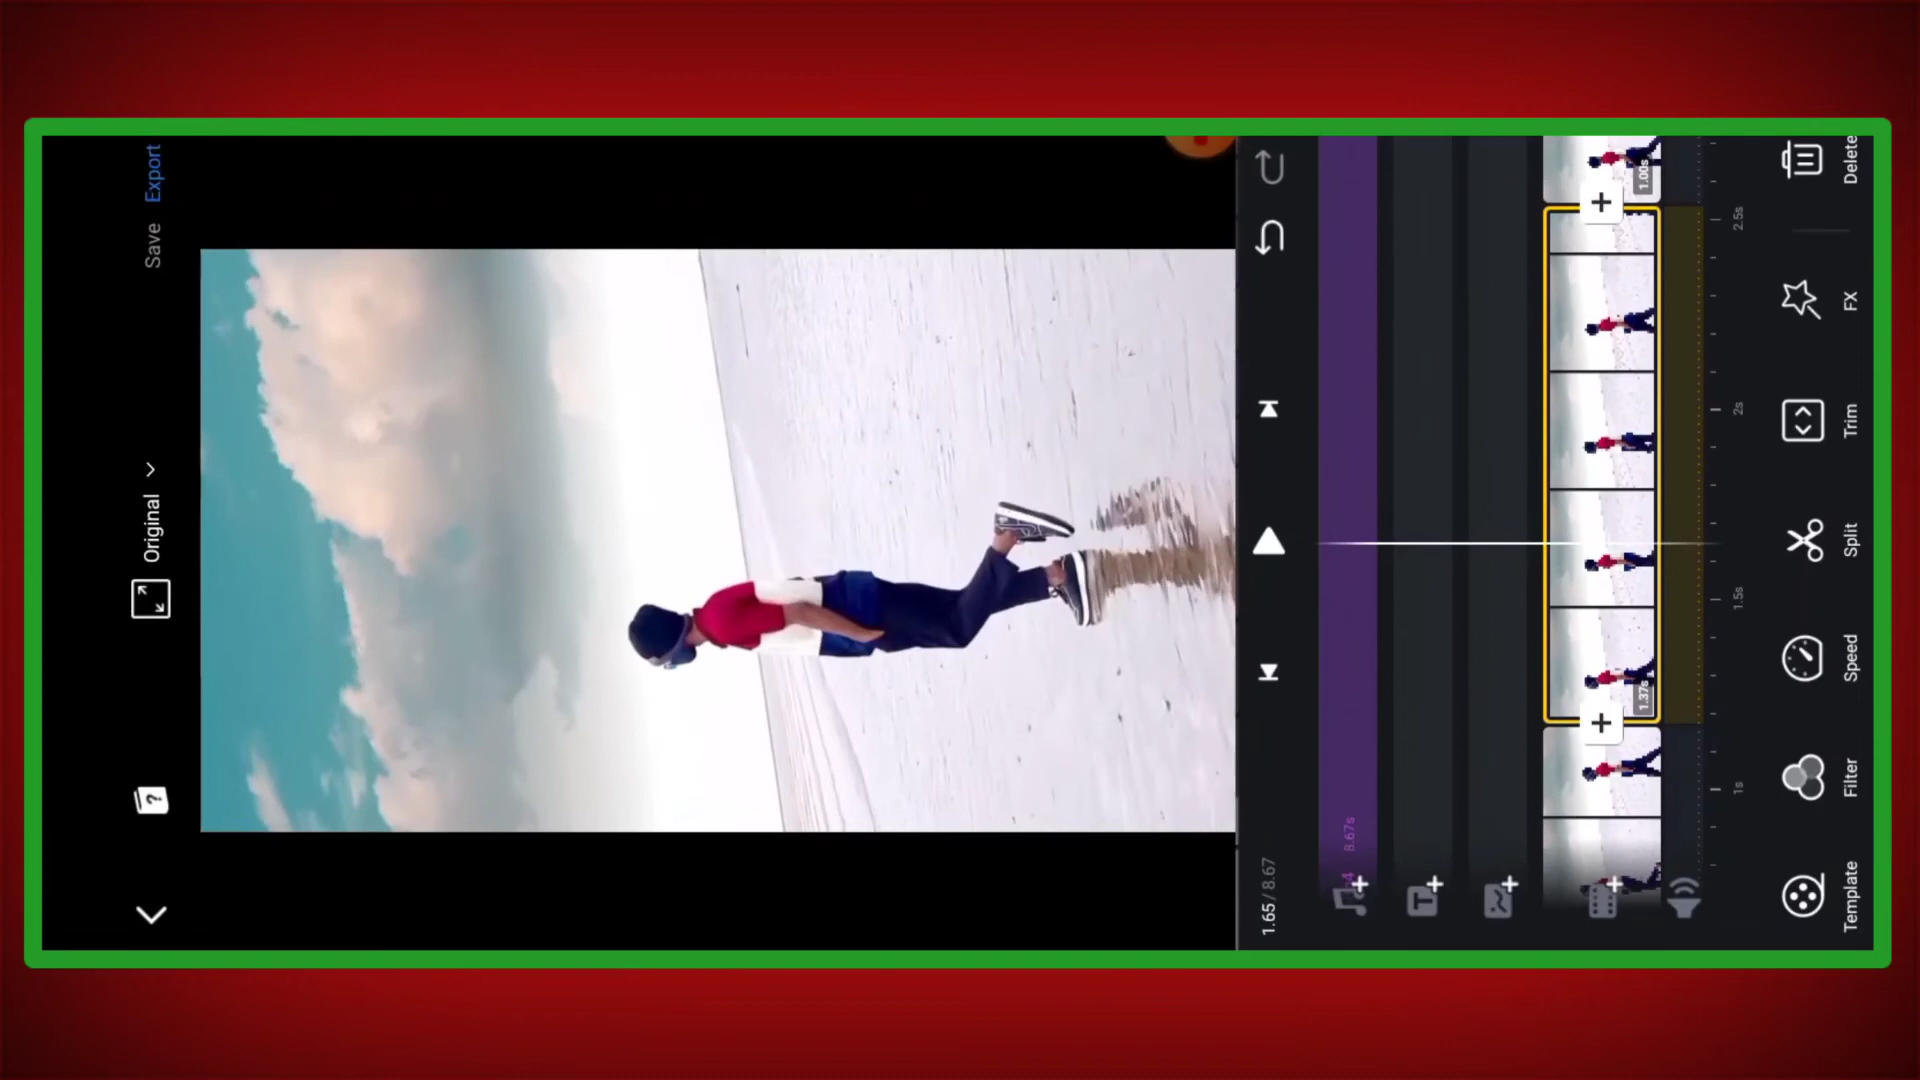 Original
Save
Export
1.65 / 8.67
8.67s
1.37s
1.00s
1s
1.5s
2s
2.5s
Template
Filter
Speed
Split
Trim
FX
Delete